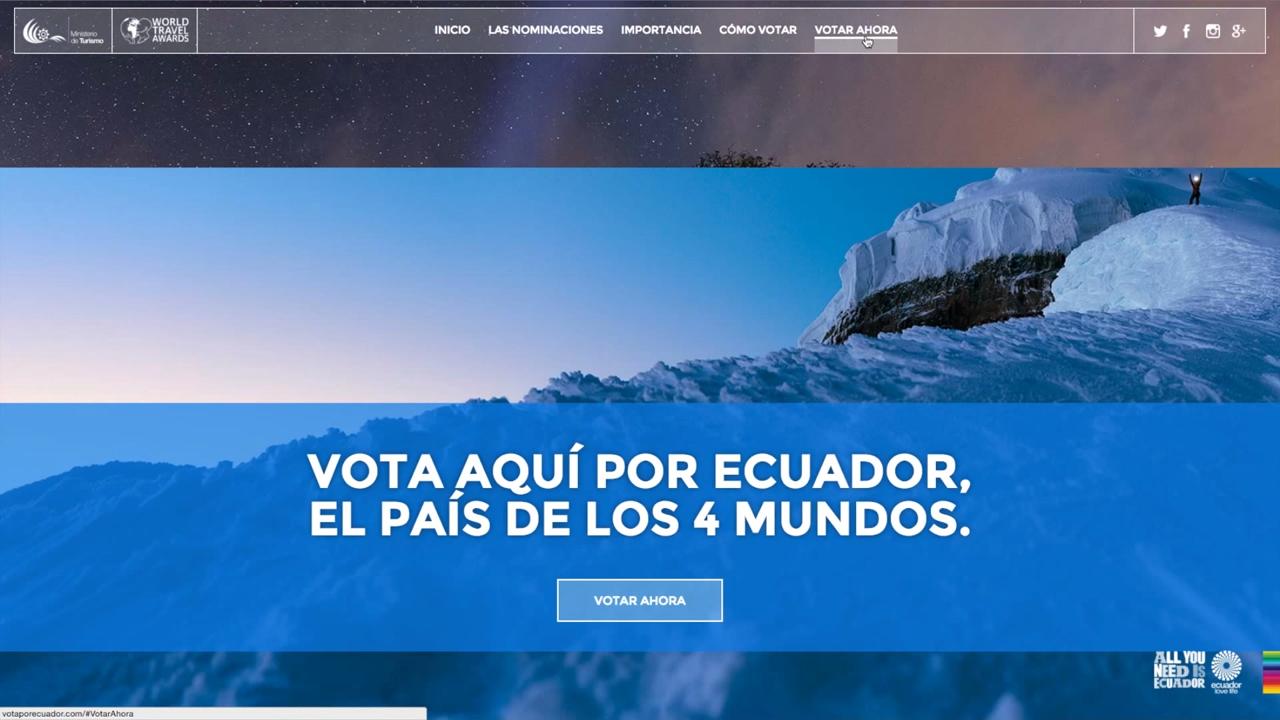 Ministerio
de Turismo
WORLD
TRAVEL
AWARDS
INICIO
LAS NOMINACIONES
IMPORTANCIA
CÓMO VOTAR
VOTAR AHORA
g+
VOTA AQUÍ POR ECUADOR,
EL PAÍS DE LOS 4 MUNDOS.
VOTAR AHORA
ALL YOU
NEED IS
ECUADOR
ecuador
love life
votaporecuador.com/#VotarAhora